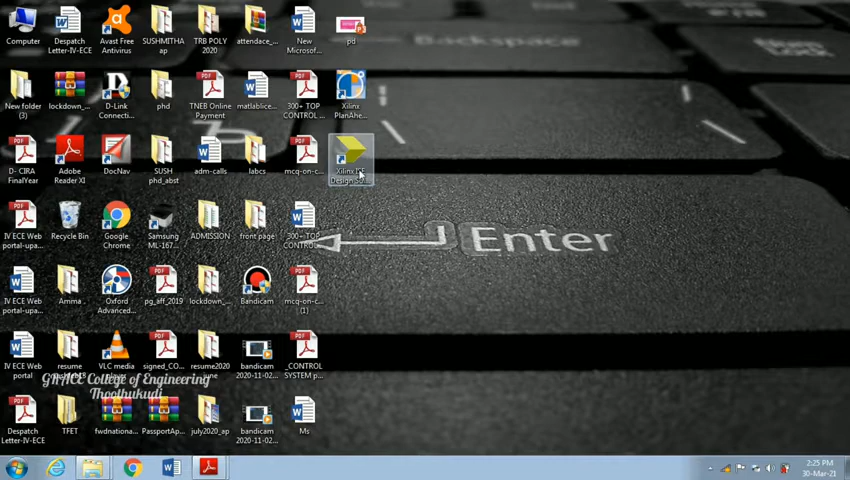 Backspace
Enter
Computer
Despatch
Letter-IV-ECE
Avast Free
Antivirus
SUSHMITHA
ap
TRB POLY
2020
attendace_...
New
Microsof...
pd
New folder
(3)
lockdown_...
D-Link
Connecti...
phd
TNEB Online
Payment
matlablice...
300+ TOP
CONTROL ...
Xilinx
PlanAhe...
D- CIRA
FinalYear
Adobe
Reader XI
DocNav
SUSH
phd_abst
adm-calls
labcs
mcq-on-c...
Xilinx ISE
Design Su...
IV ECE Web
portal-upa...
Recycle Bin
Google
Chrome
Samsung
ML-167...
ADMISSION
front page
300+ TOP
CONTROL...
IV ECE Web
portal-upa...
Amma .
Oxford
Advanced...
pg_aff_2019
lockdown_...
Bandicam
mcq-on-c...
(1)
IV ECE Web
portal
resume
VLC media
signed_CO...
resume2020
june
bandicam
2020-11-02...
_CONTROL
SYSTEM p...
GRACE College of Engineering
Thoothukudi
Despatch
Letter-IV-ECE
TFET
fwdnational...
PassportAp...
july2020_ap
bandicam
2020-11-02...
Ms
2:25 PM
30-Mar-21